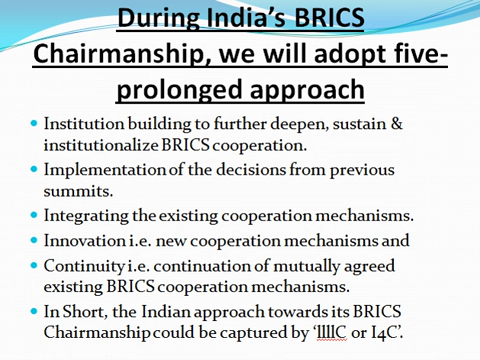 During India's BRICS
Chairmanship, we will adopt five-
prolonged approach
• Institution building to further deepen, sustain &
institutionalize BRICS cooperation.
• Implementation of the decisions from previous
summits.
• Integrating the existing cooperation mechanisms.
• Innovation i.e. new cooperation mechanisms and
• Continuity i.e. continuation of mutually agreed
existing BRICS cooperation mechanisms.
• In Short, the Indian approach towards its BRICS
Chairmanship could be captured by 'llllC or I4C'.